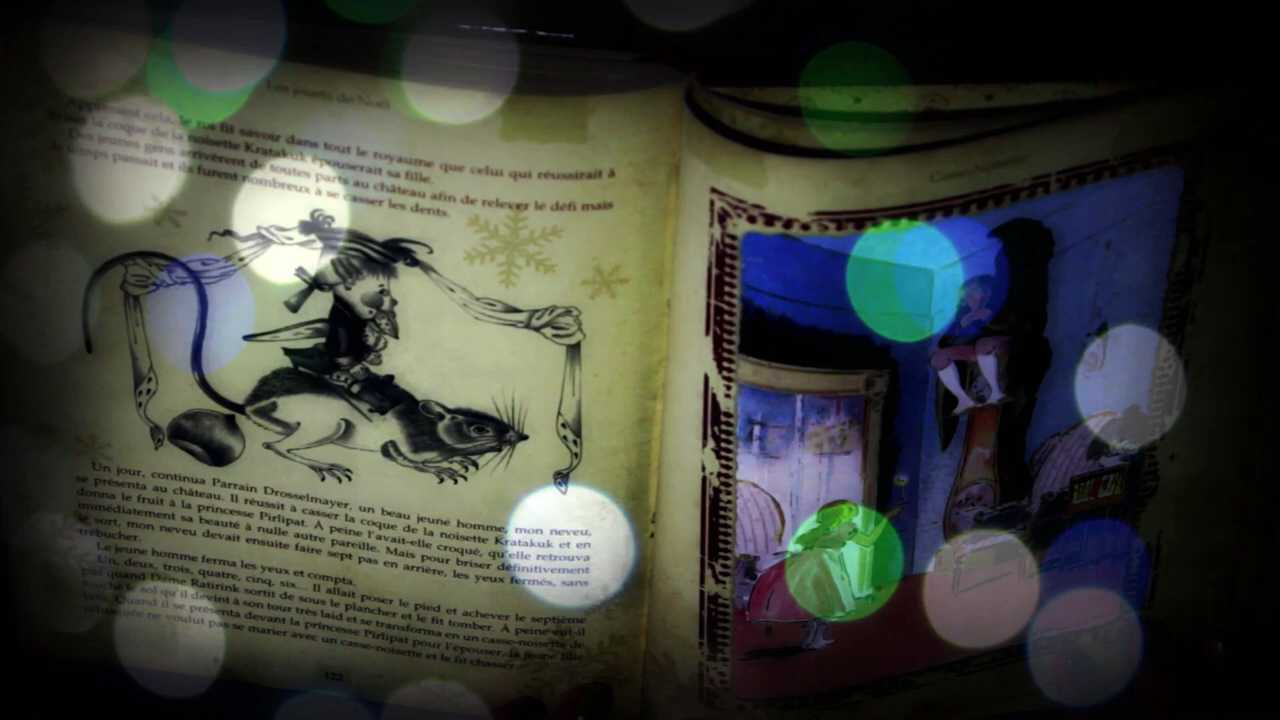 Les jouets de Noël
Apprenant cela, le roi fit savoir dans tout le royaume que celui qui réussirait à
la coque de la noisette Kratakuk épouserait sa fille.
Des jeunes gens arrivèrent de toutes parts au château afin de relever le défi mais
le temps passait et ils furent nombreux à se casser les dents.
Un jour, continua Parrain Drosselmayer, un beau jeune homme, mon neveu,
se présenta au château. Il réussit à casser la coque de la noisette Kratakuk et en
donna le fruit à la princesse Pirlipat. À peine l'avait-elle croqué, qu'elle retrouva
immédiatement sa beauté à nulle autre pareille. Mais pour briser définitivement
le sort, mon neveu devait ensuite faire sept pas en arrière, les yeux fermés, sans
trébucher.
Le jeune homme ferma les yeux et compta.
Un, deux, trois, quatre, cinq, six... Il allait poser le pied et achever le septième
pas quand Dame Ratirink sortit de sous le plancher et le fit tomber. À peine eut-il
touché le sol qu'il devint à son tour très laid et se transforma en un casse-noisette de
bois. Quand il se présenta devant la princesse Pirlipat pour l'épouser, la jeune fille
ne voulut pas se marier avec un casse-noisette et le fit chasser.
122
Casse-Noisette